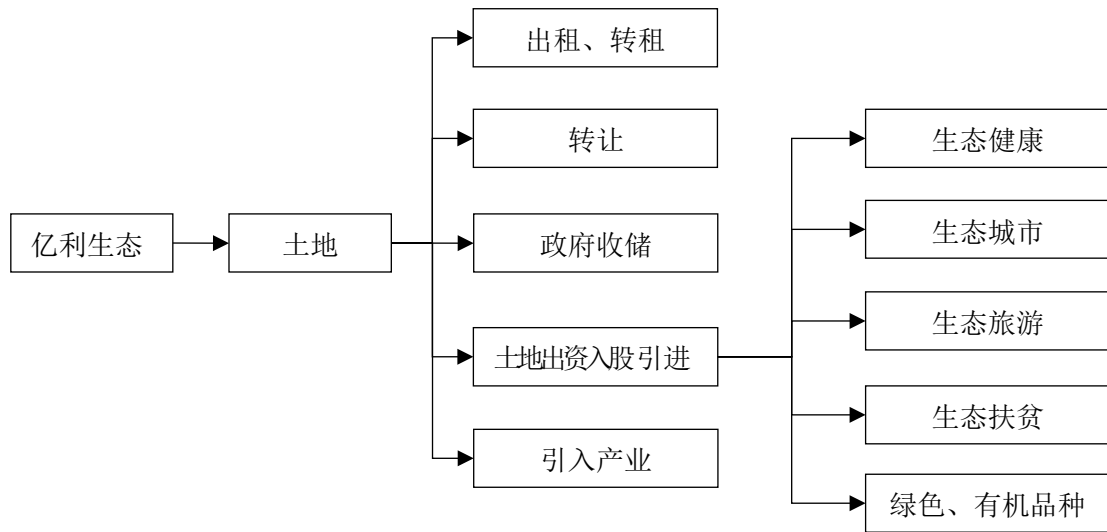 亿利生态
土地
出租、转租
转让
政府收储
土地出资入股引进
引入产业
生态健康
生态城市
生态旅游
生态扶贫
绿色、有机品种